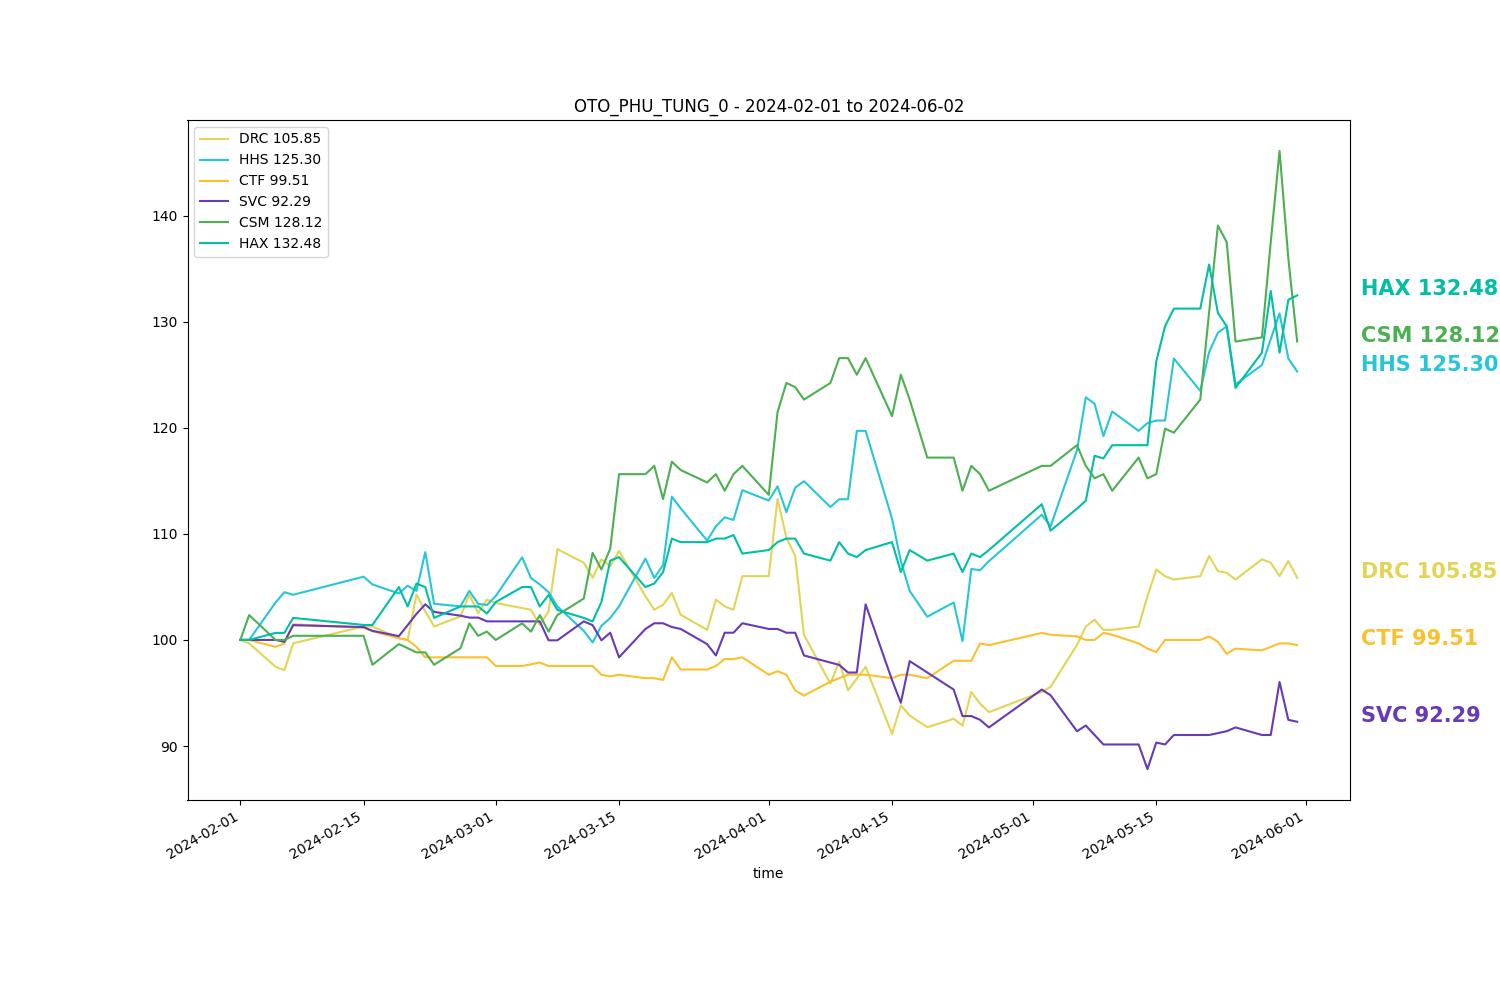 OTO_PHU_TUNG_0 - 2024-02-01 to 2024-06-02
DRC 105.85
HHS 125.30
CTF 99.51
SVC 92.29
CSM 128.12
HAX 132.48
140
130
120
110
100
90
HAX 132.48
CSM 128.12
HHS 125.30
DRC 105.85
CTF 99.51
SVC 92.29
2024-02-01
2024-02-15
2024-03-01
2024-03-15
2024-04-01
2024-04-15
2024-05-01
2024-05-15
2024-06-01
time